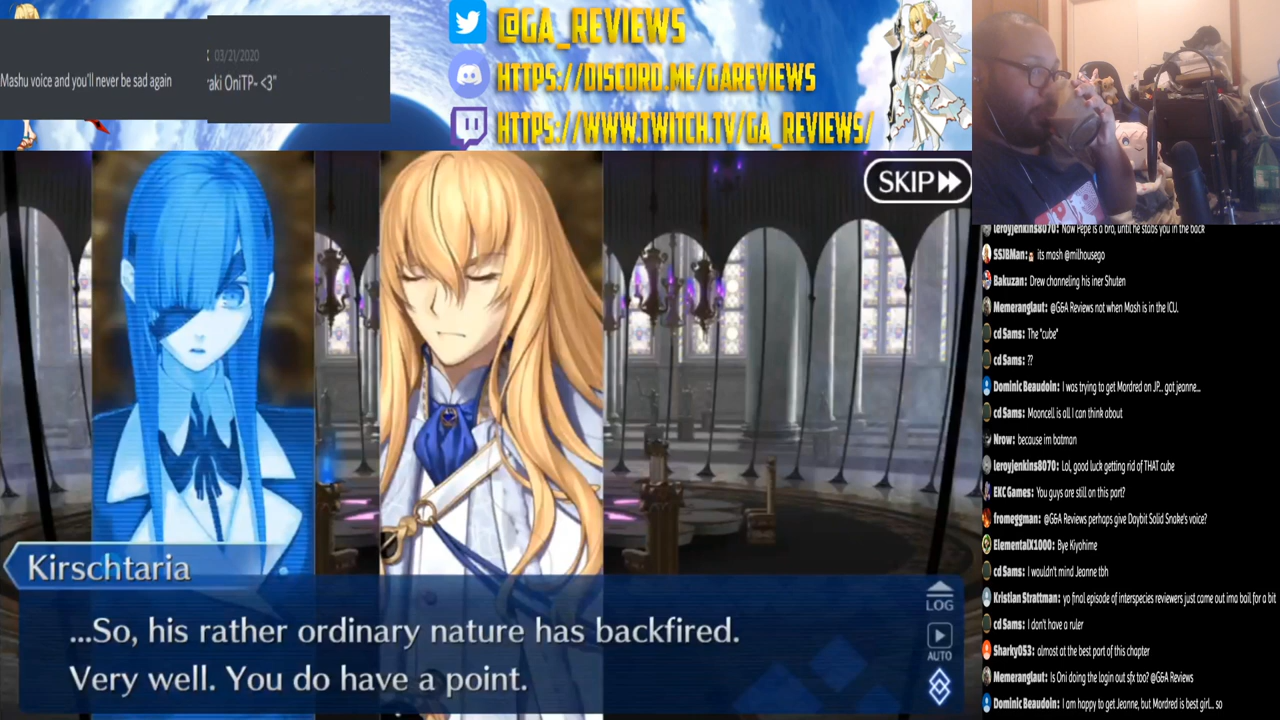 03/21/2020
Mashu voice and you'll never be sad again
raki OniTP- <3"
@GA_REVIEWS
HTTPS://DISCORD.ME/GAREVIEWS
HTTPS://WWW.TWITCH.TV/GA_REVIEWS/
SKIP
Kirschtaria
...So, his rather ordinary nature has backfired.
Very well. You do have a point.
LOG
AUTO
leroyjenkins8070: Now Pepe is a bro, until he stabs you in the back
SSJBMan: its mash @milhousego
Bakuzan: Drew channeling his iner Shuten
Memeranglaut: @G&A Reviews not when Mash is in the ICU.
cd Sams: The "cube"
cd Sams: ??
Dominic Beaudoin: I was trying to get Mordred on JP... got jeanne...
cd Sams: Mooncell is all I can think about
Nrow: because im batman
leroyjenkins8070: Lol, good luck getting rid of THAT cube
EKC Games: You guys are still on this part?
fromeggman: @G&A Reviews perhaps give Daybit Solid Snake's voice?
ElementalX1000: Bye Kiyohime
cd Sams: I wouldn't mind Jeanne tbh
Kristian Strattman: yo final episode of interspecies reviewers just came out ima bail for a bit
cd Sams: I don't have a ruler
Sharky053: almost at the best part of this chapter
Memeranglaut: Is Oni doing the login out sfx too? @G&A Reviews
Dominic Beaudoin: I am happy to get Jeanne, but Mordred is best girl... so